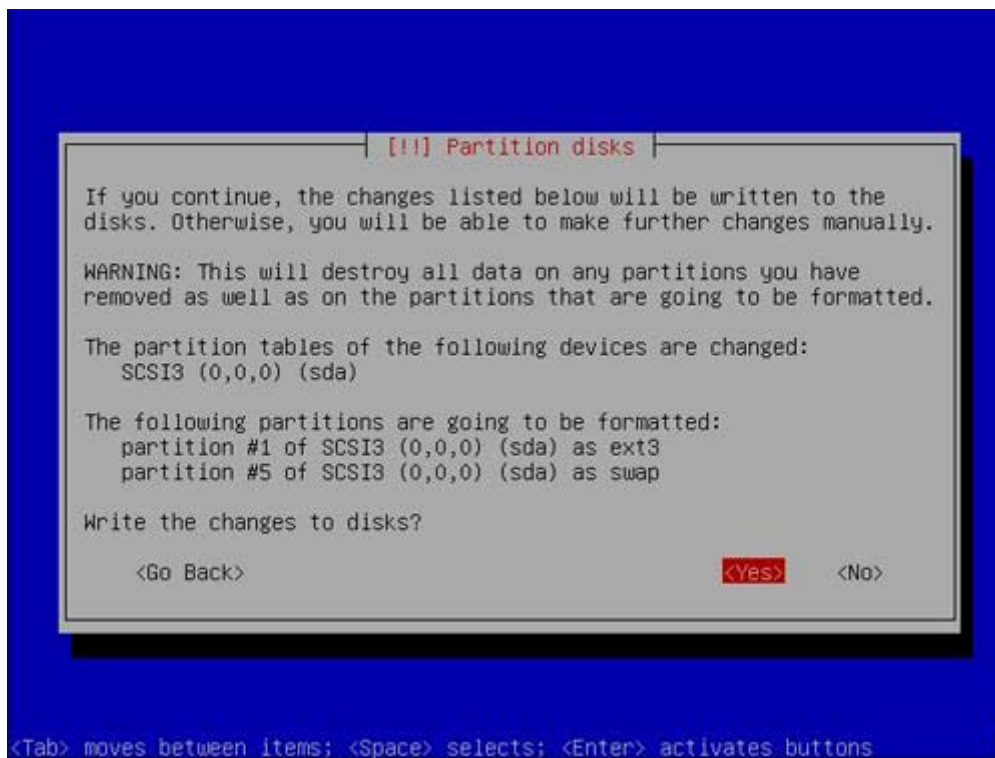 [!!] Partition disks
If you continue, the changes listed below will be written to the
disks. Otherwise, you will be able to make further changes manually.
WARNING: This will destroy all data on any partitions you have
removed as well as on the partitions that are going to be formatted.
The partition tables of the following devices are changed:
SCSI3 (0,0,0) (sda)
The following partitions are going to be formatted:
partition #1 of SCSI3 (0,0,0) (sda) as ext3
partition #5 of SCSI3 (0,0,0) (sda) as swap
Write the changes to disks?
<Go Back> <Yes> <No>
<Tab> moves between items; <Space> selects; <Enter> activates buttons